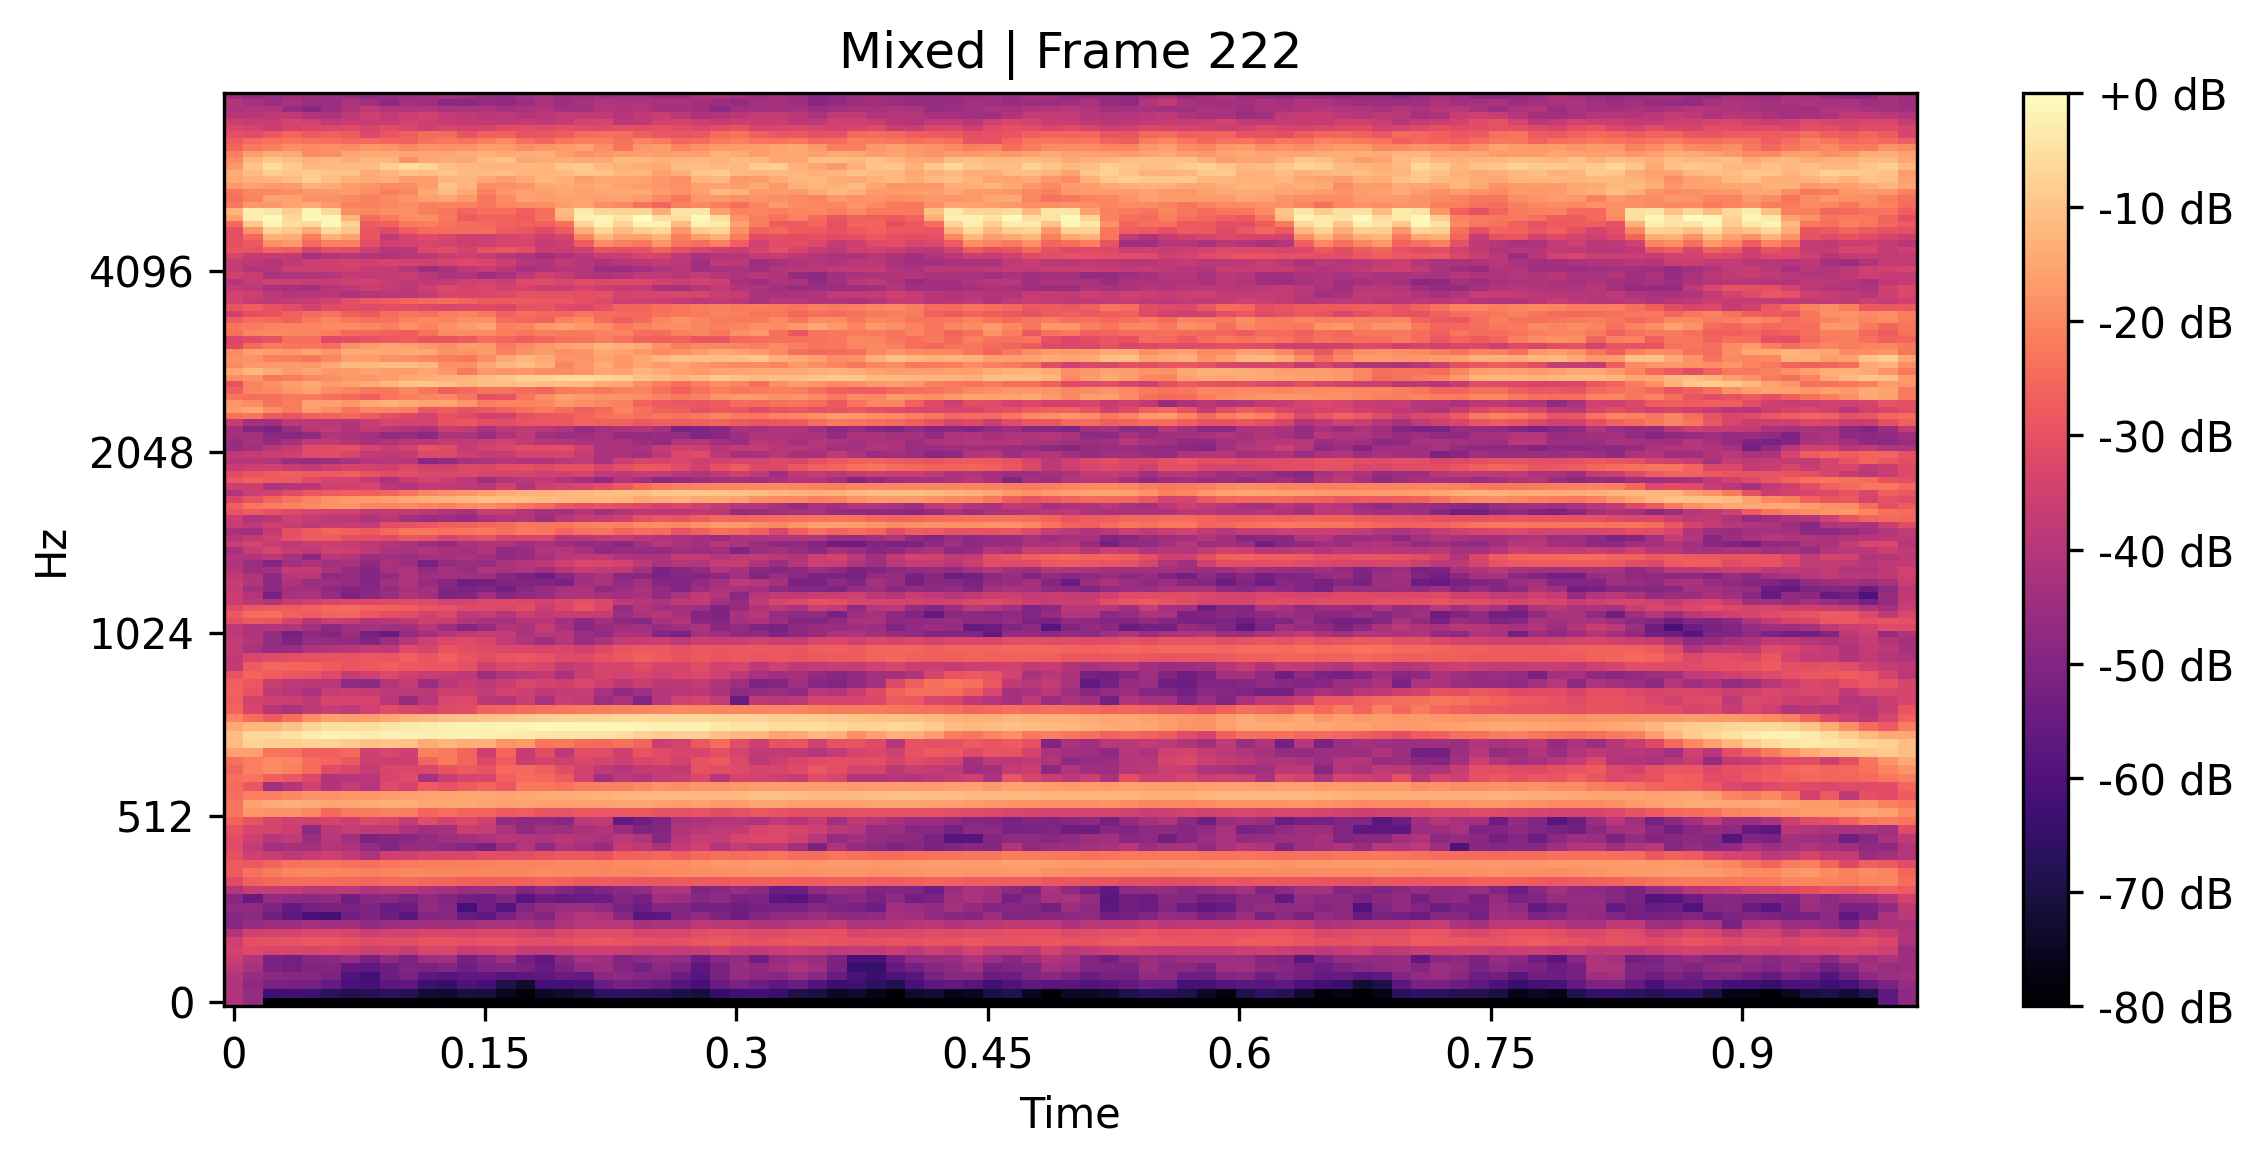 Mixed | Frame 222
Hz
4096
2048
1024
512
0
0 0.15 0.3 0.45 0.6 0.75 0.9
Time
+0 dB
-10 dB
-20 dB
-30 dB
-40 dB
-50 dB
-60 dB
-70 dB
-80 dB